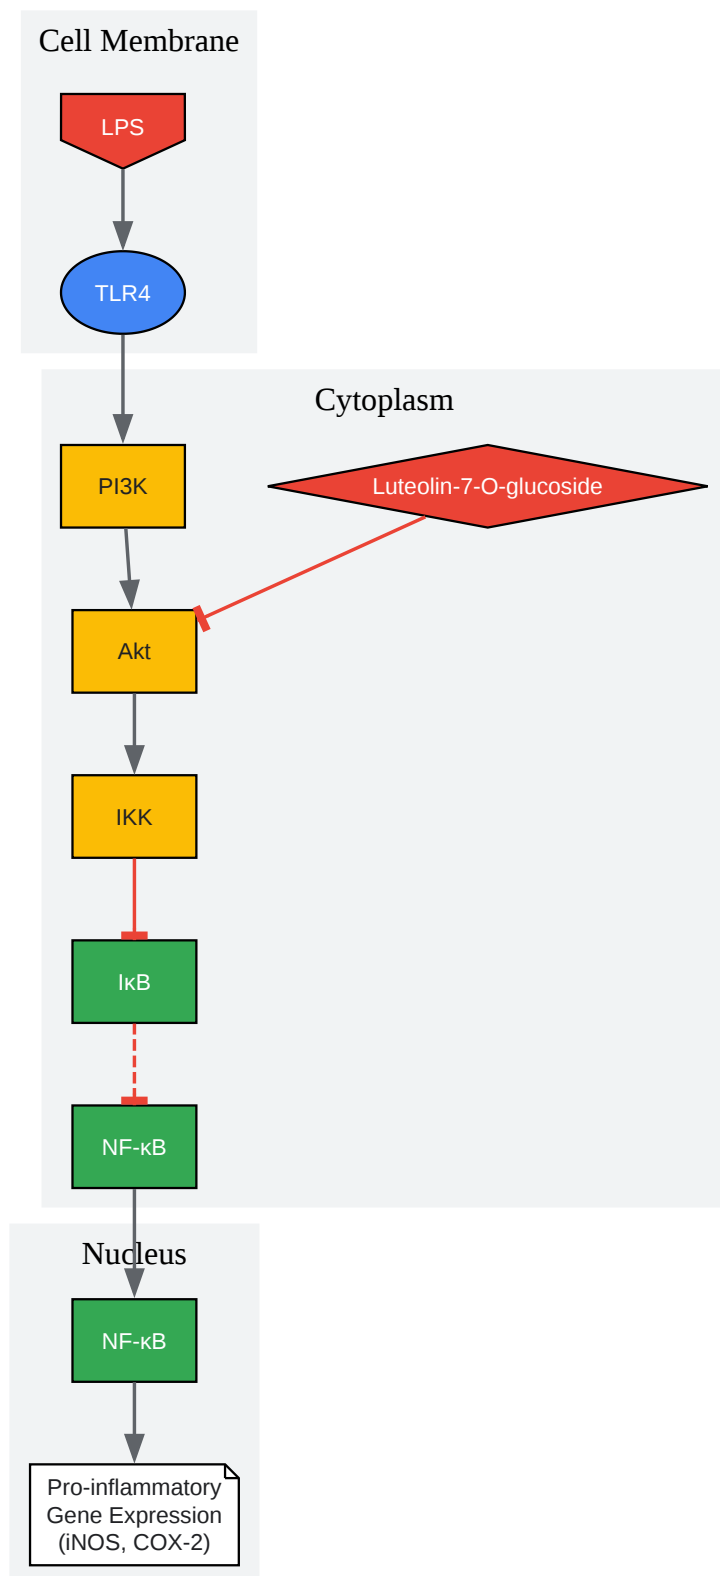 Cell Membrane
LPS
TLR4
Cytoplasm
PI3K
Luteolin-7-O-glucoside
Akt
IKK
IκB
NF-κB
Nucleus
NF-κB
Pro-inflammatory
Gene Expression
(iNOS, COX-2)